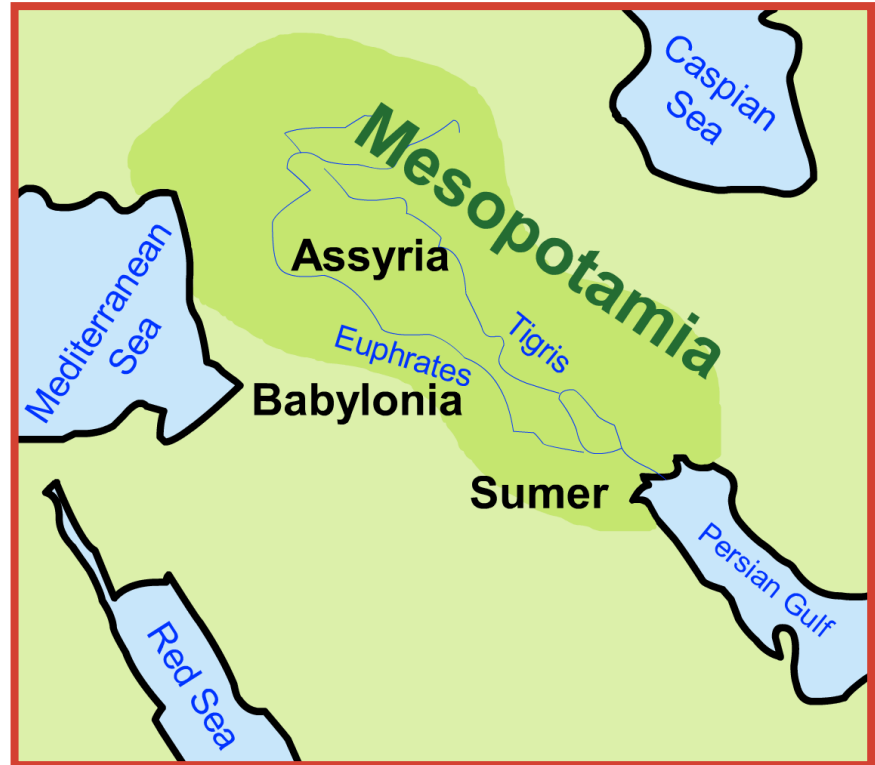 Caspian
Sea
Mesopotamia
Mediterranean
Sea
Assyria
Tigris
Euphrates
Babylonia
Sumer
Persian Gulf
Red Sea